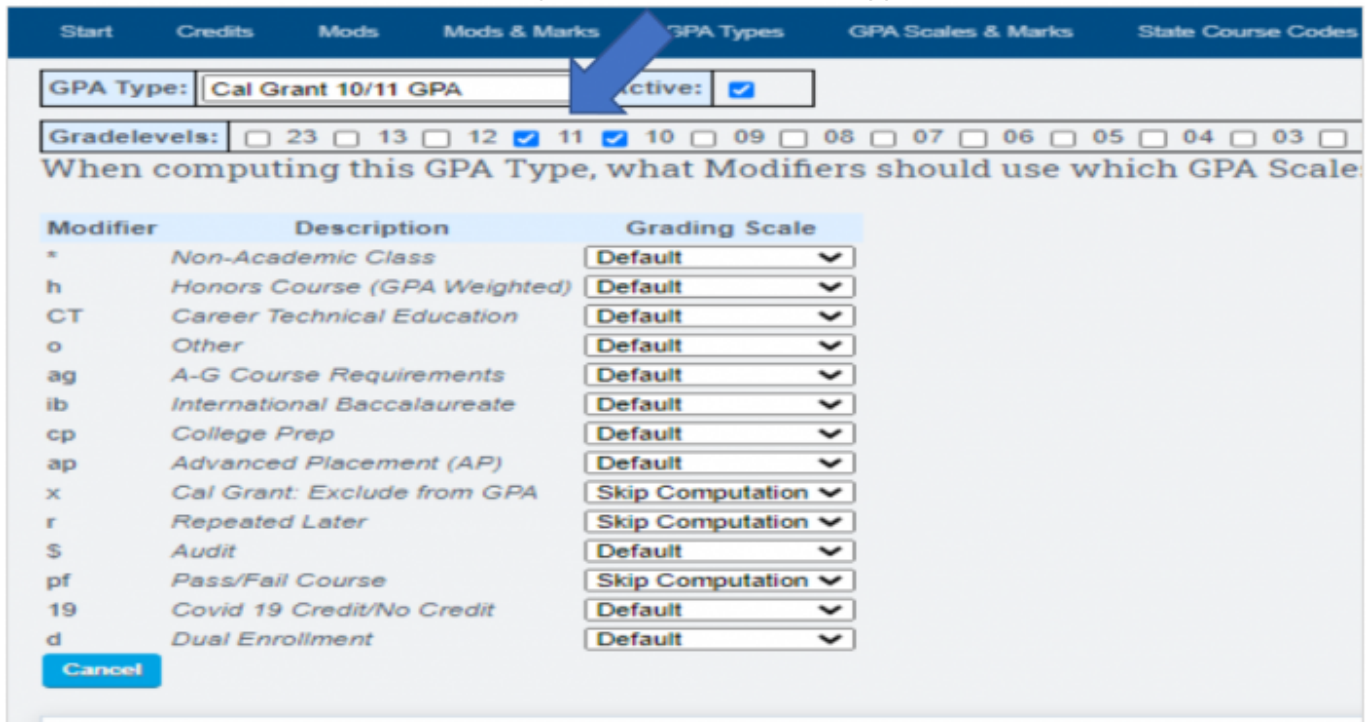 Start Credits Mods Mods & Marks GPA Types GPA Scales & Marks State Course Codes
GPA Type: Cal Grant 10/11 GPA Active:
Gradelevels: 23 13 12 11 10 09 08 07 06 05 04 03
When computing this GPA Type, what Modifiers should use which GPA Scale
Modifier Description Grading Scale
* Non-Academic Class Default
h Honors Course (GPA Weighted) Default
CT Career Technical Education Default
o Other Default
ag A-G Course Requirements Default
ib International Baccalaureate Default
cp College Prep Default
ap Advanced Placement (AP) Default
x Cal Grant: Exclude from GPA Skip Computation
r Repeated Later Skip Computation
$ Audit Default
pf Pass/Fail Course Skip Computation
19 Covid 19 Credit/No Credit Default
d Dual Enrollment Default
Cancel